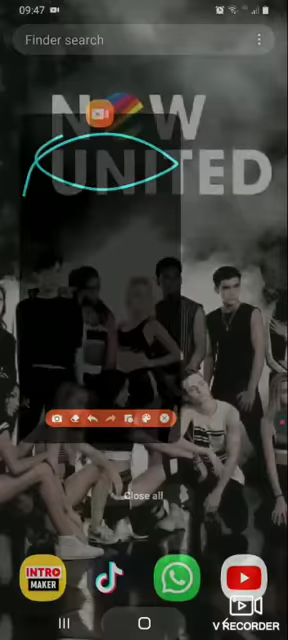 09:47
Finder search
NOW
UNITED
Close all
INTRO
MAKER
V RECORDER